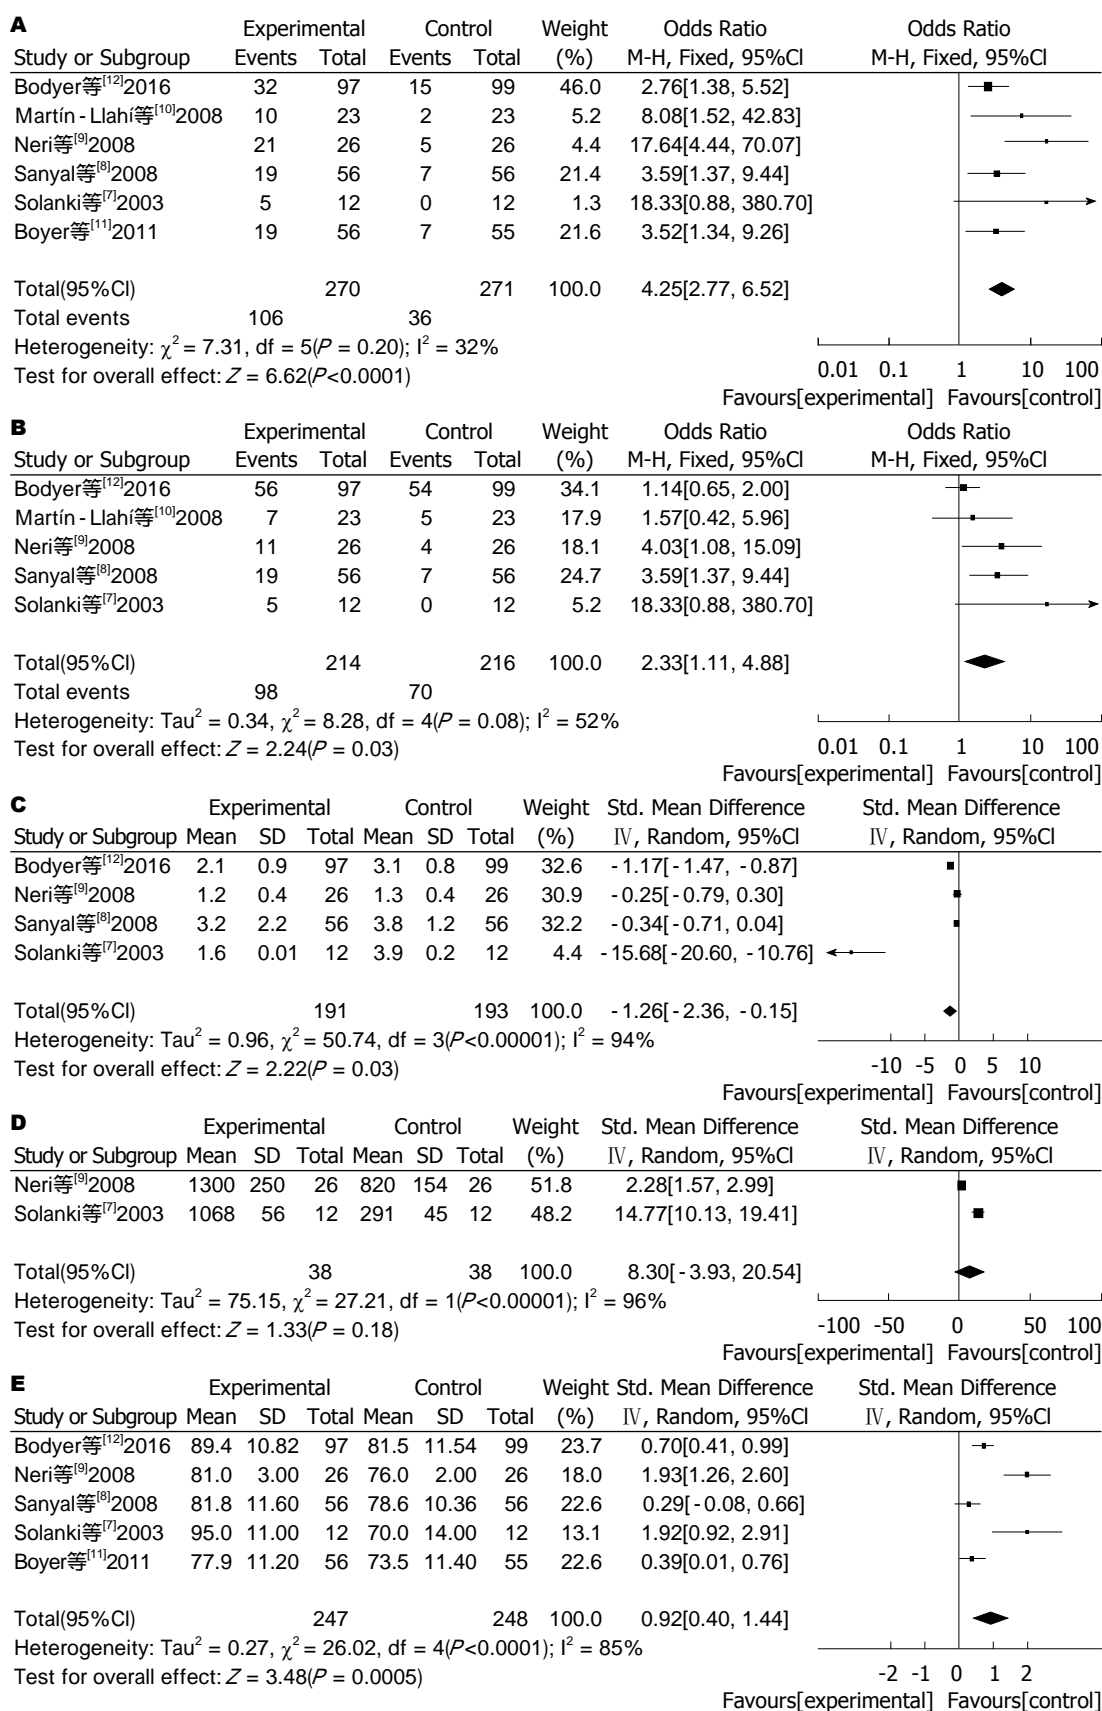 A
Experimental Control Weight Odds Ratio Odds Ratio
Study or Subgroup Events Total Events Total (%) M-H, Fixed, 95%CI M-H, Fixed, 95%CI
Bodyer等[12]2016 32 97 15 99 46.0 2.76[1.38, 5.52]
Martín-Llahí等[10]2008 10 23 2 23 5.2 8.08[1.52, 42.83]
Neri等[9]2008 21 26 5 26 4.4 17.64[4.44, 70.07]
Sanyal等[8]2008 19 56 7 56 21.4 3.59[1.37, 9.44]
Solanki等[7]2003 5 12 0 12 1.3 18.33[0.88, 380.70]
Boyer等[11]2011 19 56 7 55 21.6 3.52[1.34, 9.26]
Total(95%CI) 270 271 100.0 4.25[2.77, 6.52]
Total events 106 36
Heterogeneity: χ2 = 7.31, df = 5(P = 0.20); I2 = 32%
Test for overall effect: Z = 6.62(P<0.0001)
0.01 0.1 1 10 100
Favours[experimental] Favours[control]
B
Experimental Control Weight Odds Ratio Odds Ratio
Study or Subgroup Events Total Events Total (%) M-H, Fixed, 95%CI M-H, Fixed, 95%CI
Bodyer等[12]2016 56 97 54 99 34.1 1.14[0.65, 2.00]
Martín-Llahí等[10]2008 7 23 5 23 17.9 1.57[0.42, 5.96]
Neri等[9]2008 11 26 4 26 18.1 4.03[1.08, 15.09]
Sanyal等[8]2008 19 56 7 56 24.7 3.59[1.37, 9.44]
Solanki等[7]2003 5 12 0 12 5.2 18.33[0.88, 380.70]
Total(95%CI) 214 216 100.0 2.33[1.11, 4.88]
Total events 98 70
Heterogeneity: Tau2 = 0.34, χ2 = 8.28, df = 4(P = 0.08); I2 = 52%
Test for overall effect: Z = 2.24(P = 0.03)
0.01 0.1 1 10 100
Favours[experimental] Favours[control]
C
Experimental Control Weight Std. Mean Difference Std. Mean Difference
Study or Subgroup Mean SD Total Mean SD Total (%) IV, Random, 95%CI IV, Random, 95%CI
Bodyer等[12]2016 2.1 0.9 97 3.1 0.8 99 32.6 -1.17[-1.47, -0.87]
Neri等[9]2008 1.2 0.4 26 1.3 0.4 26 30.9 -0.25[-0.79, 0.30]
Sanyal等[8]2008 3.2 2.2 56 3.8 1.2 56 32.2 -0.34[-0.71, 0.04]
Solanki等[7]2003 1.6 0.01 12 3.9 0.2 12 4.4 -15.68[-20.60, -10.76]
Total(95%CI) 191 193 100.0 -1.26[-2.36, -0.15]
Heterogeneity: Tau2 = 0.96, χ2 = 50.74, df = 3(P<0.00001); I2 = 94%
Test for overall effect: Z = 2.22(P = 0.03)
-10 -5 0 5 10
Favours[experimental] Favours[control]
D
Experimental Control Weight Std. Mean Difference Std. Mean Difference
Study or Subgroup Mean SD Total Mean SD Total (%) IV, Random, 95%CI IV, Random, 95%CI
Neri等[9]2008 1300 250 26 820 154 26 51.8 2.28[1.57, 2.99]
Solanki等[7]2003 1068 56 12 291 45 12 48.2 14.77[10.13, 19.41]
Total(95%CI) 38 38 100.0 8.30[-3.93, 20.54]
Heterogeneity: Tau2 = 75.15, χ2 = 27.21, df = 1(P<0.00001); I2 = 96%
Test for overall effect: Z = 1.33(P = 0.18)
-100 -50 0 50 100
Favours[experimental] Favours[control]
E
Experimental Control Weight Std. Mean Difference Std. Mean Difference
Study or Subgroup Mean SD Total Mean SD Total (%) IV, Random, 95%CI IV, Random, 95%CI
Bodyer等[12]2016 89.4 10.82 97 81.5 11.54 99 23.7 0.70[0.41, 0.99]
Neri等[9]2008 81.0 3.00 26 76.0 2.00 26 18.0 1.93[1.26, 2.60]
Sanyal等[8]2008 81.8 11.60 56 78.6 10.36 56 22.6 0.29[-0.08, 0.66]
Solanki等[7]2003 95.0 11.00 12 70.0 14.00 12 13.1 1.92[0.92, 2.91]
Boyer等[11]2011 77.9 11.20 56 73.5 11.40 55 22.6 0.39[0.01, 0.76]
Total(95%CI) 247 248 100.0 0.92[0.40, 1.44]
Heterogeneity: Tau2 = 0.27, χ2 = 26.02, df = 4(P<0.0001); I2 = 85%
Test for overall effect: Z = 3.48(P = 0.0005)
-2 -1 0 1 2
Favours[experimental] Favours[control]